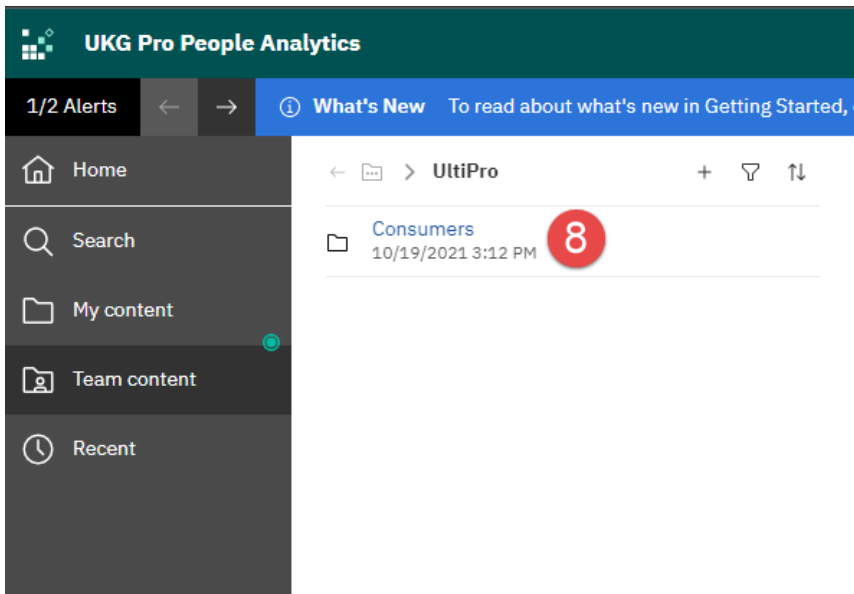 UKG Pro People Analytics
1/2 Alerts
What's New To read about what's new in Getting Started,
Home
Search
My content
Team content
Recent
UltiPro
Consumers
10/19/2021 3:12 PM
8